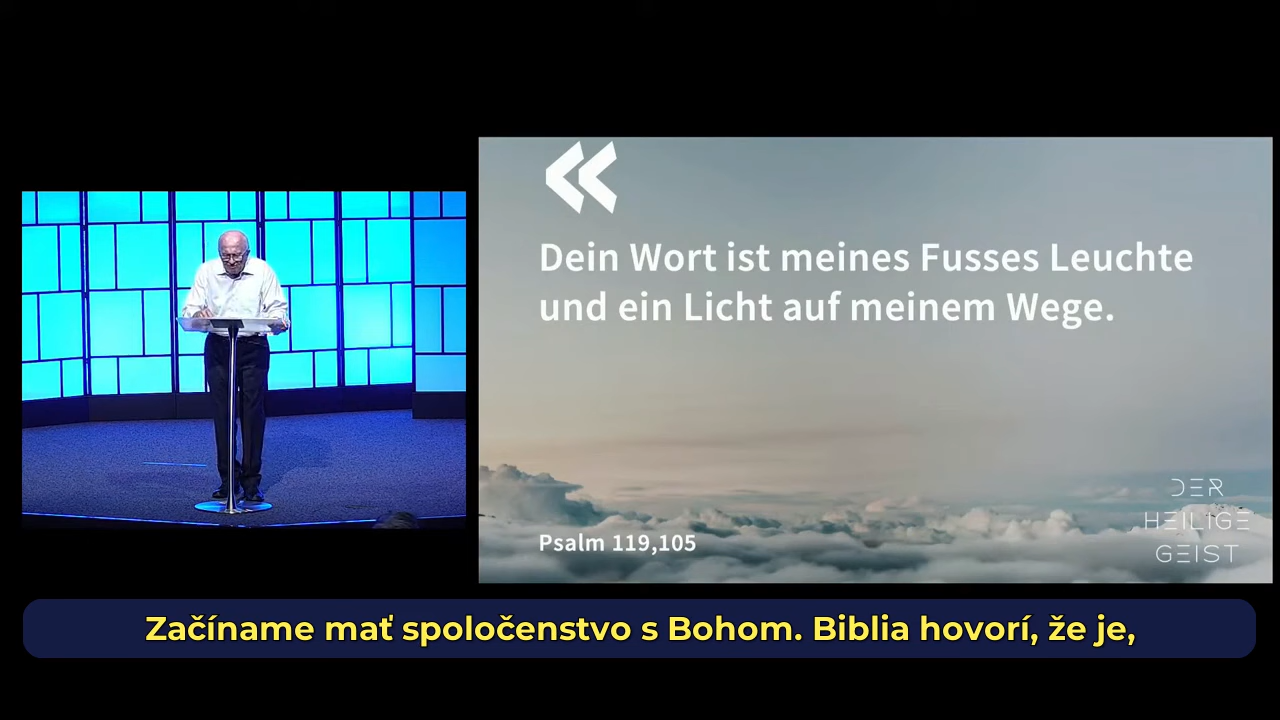 «
Dein Wort ist meines Fusses Leuchte
und ein Licht auf meinem Wege.
Psalm 119,105
DER
HEILIGE
GEIST
Začíname mať spoločenstvo s Bohom. Biblia hovorí, že je,